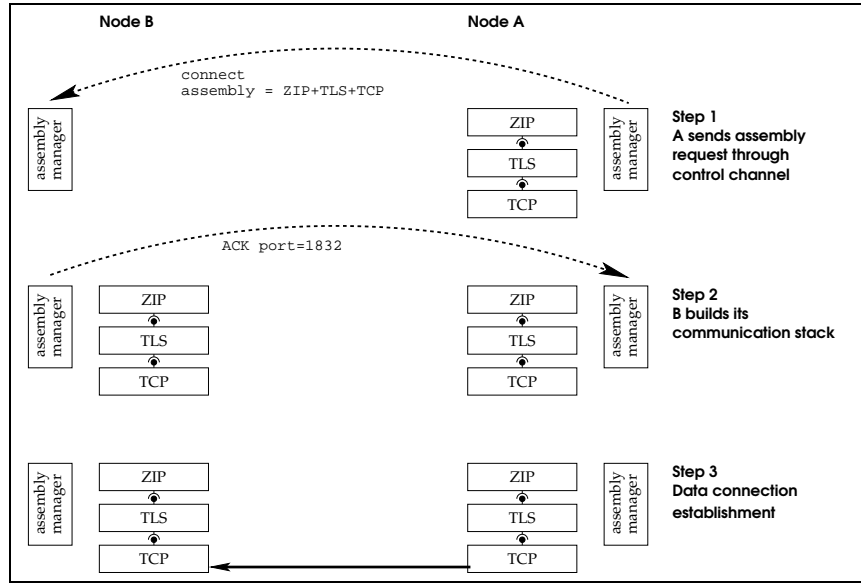 Node B
Node A
connect
assembly = ZIP+TLS+TCP
assembly
manager
ZIP
TLS
TCP
assembly
manager
Step 1
A sends assembly
request through
control channel
ACK port=1832
assembly
manager
ZIP
TLS
TCP
ZIP
TLS
TCP
assembly
manager
Step 2
B builds its
communication stack
assembly
manager
ZIP
TLS
TCP
ZIP
TLS
TCP
assembly
manager
Step 3
Data connection
establishment